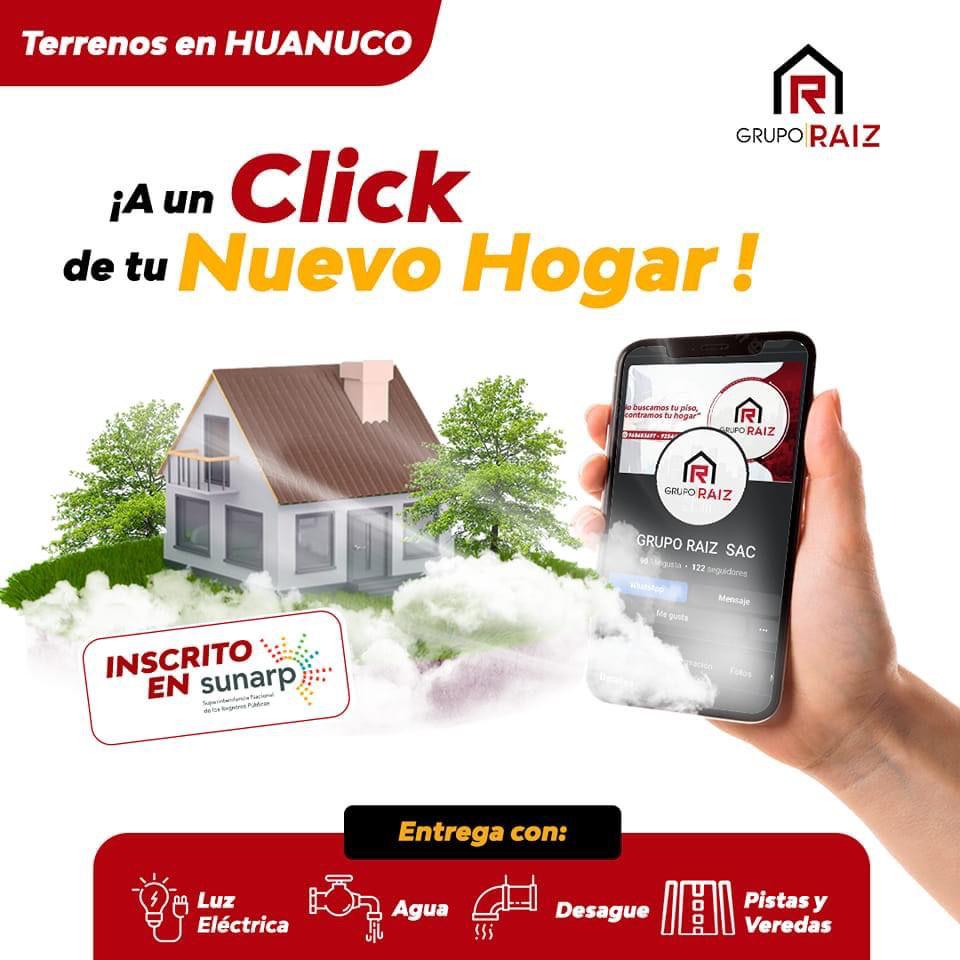 Terrenos en HUANUCO
R
GRUPO RAIZ
¡A un Click
de tu Nuevo Hogar !
buscamos tu piso,
contramos tu hogar"
R
GRUPO RAIZ
R
GRUPO RAIZ
GRUPO RAIZ SAC
122 seguidores
WhatsApp
Mensaje
Me gusta
Fotos
INSCRITO
EN sunarp
Superintendencia Nacional
de los Registros Públicos
Entrega con:
Luz
Eléctrica
Agua
Desague
Pistas y
Veredas